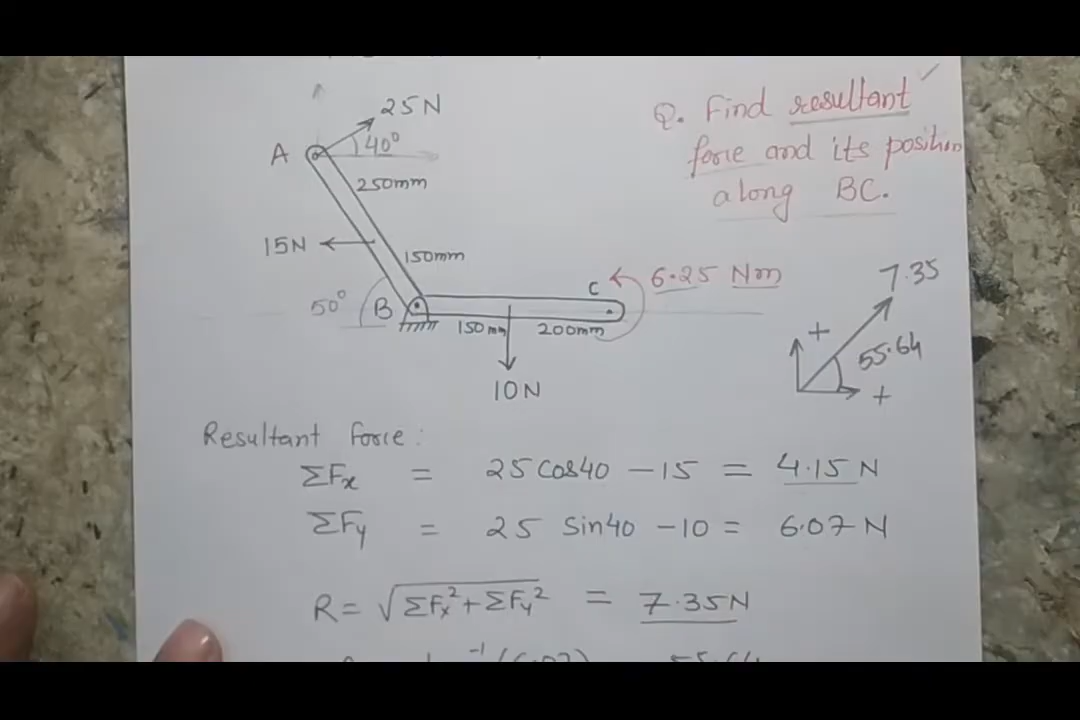 25N
40°
A
250mm
Q. Find resultant
force and its position
along BC.
15N
150mm
50°
B
C
6.25 Nm
150mm
200mm
10N
7.35
55.64
+
+
Resultant force:
ΣFx = 25 cos40 - 15 = 4.15 N
ΣFy = 25 sin40 - 10 = 6.07 N
R = √ΣFx²+ΣFy² = 7.35N